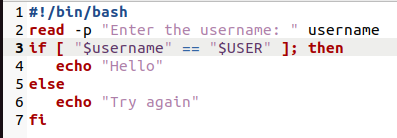 1 #!/bin/bash
2 read -p "Enter the username: " username
3 if [ "$username" == "$USER" ]; then
4    echo "Hello"
5 else
6    echo "Try again"
7 fi